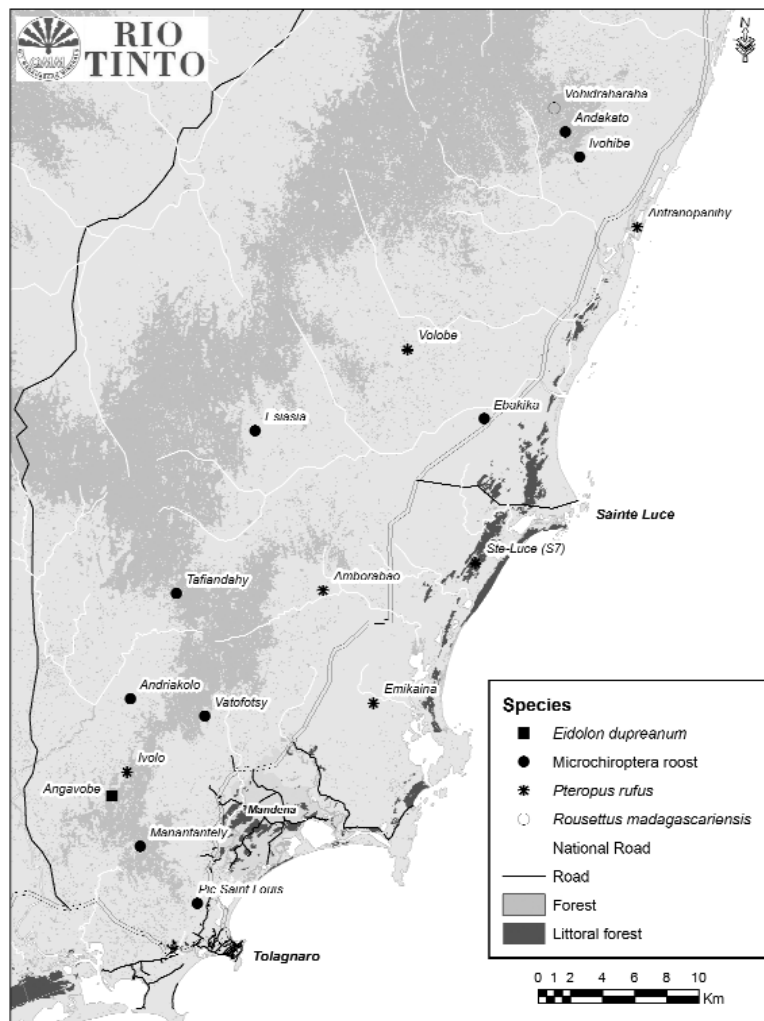 RIO
TINTO
QMM
N
Vohidraharaha
Andakato
Ivohibe
Antranopanihy
Volobe
Ebakika
Sainte Luce
Ste-Luce (S7)
Tafiandahy
Amborabao
Andriakolo
Vatofotsy
Emikaina
Ivolo
Angavobe
Mandena
Manantantely
Pic Saint Louis
Tolagnaro
Species
Eidolon dupreanum
Microchiroptera roost
Pteropus rufus
Rousettus madagascariensis
National Road
Road
Forest
Littoral forest
0 1 2 4 6 8 10
Km